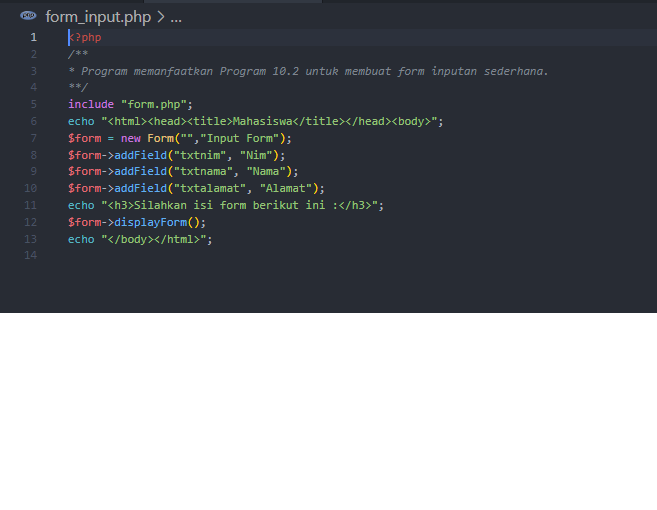 form_input.php > ...
1 <?php
2 /**
3 * Program memanfaatkan Program 10.2 untuk membuat form inputan sederhana.
4 **/
5 include "form.php";
6 echo "<html><head><title>Mahasiswa</title></head><body>";
7 $form = new Form("","Input Form");
8 $form->addField("txtnim", "Nim");
9 $form->addField("txtnama", "Nama");
10 $form->addField("txtalamat", "Alamat");
11 echo "<h3>Silahkan isi form berikut ini :</h3>";
12 $form->displayForm();
13 echo "</body></html>";
14